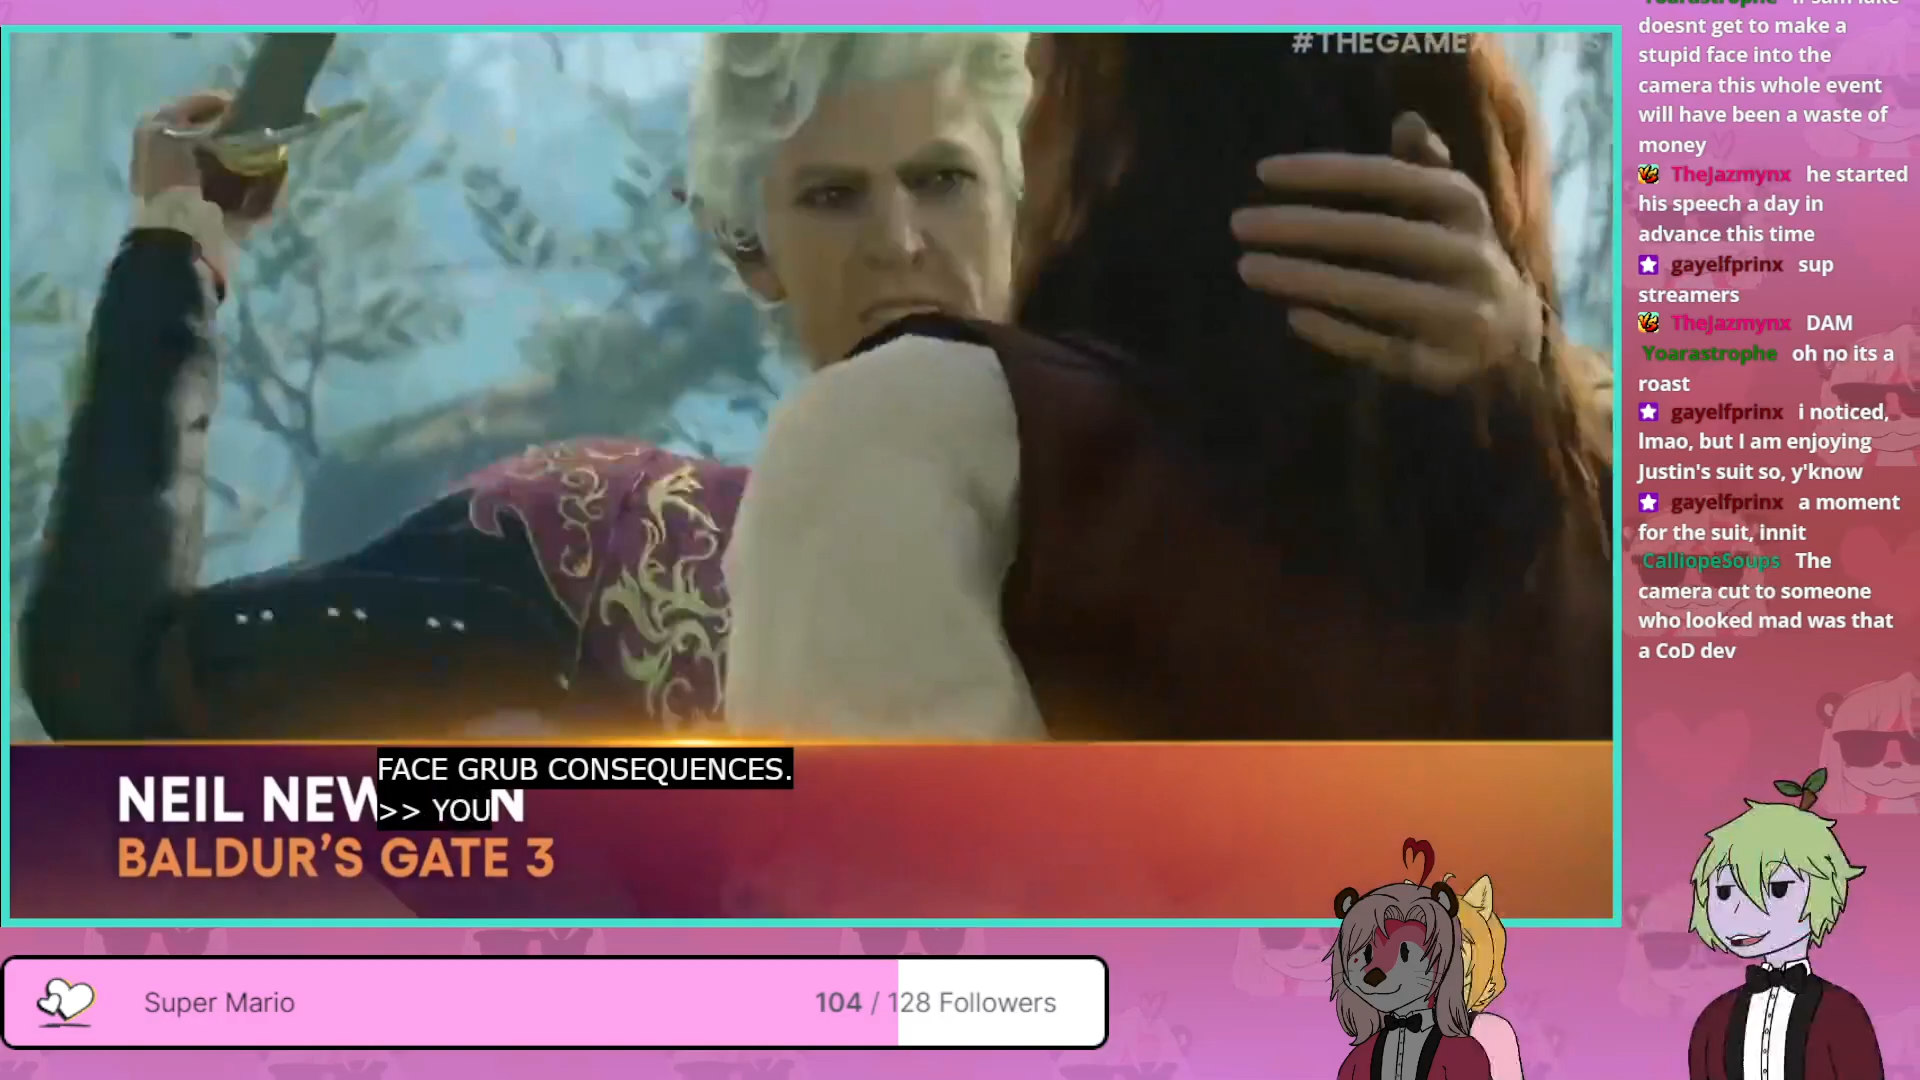 #THEGAME
FACE GRUB CONSEQUENCES.
>> YOU
NEIL NEW N
BALDUR'S GATE 3
Super Mario
104 / 128 Followers
doesnt get to make a
stupid face into the
camera this whole event
will have been a waste of
money
TheJazmynx he started
his speech a day in
advance this time
gayelfprinx sup
streamers
TheJazmynx DAM
Yoarastrophe oh no its a
roast
gayelfprinx i noticed,
lmao, but I am enjoying
Justin's suit so, y'know
gayelfprinx a moment
for the suit, innit
CalliopeSoups The
camera cut to someone
who looked mad was that
a CoD dev